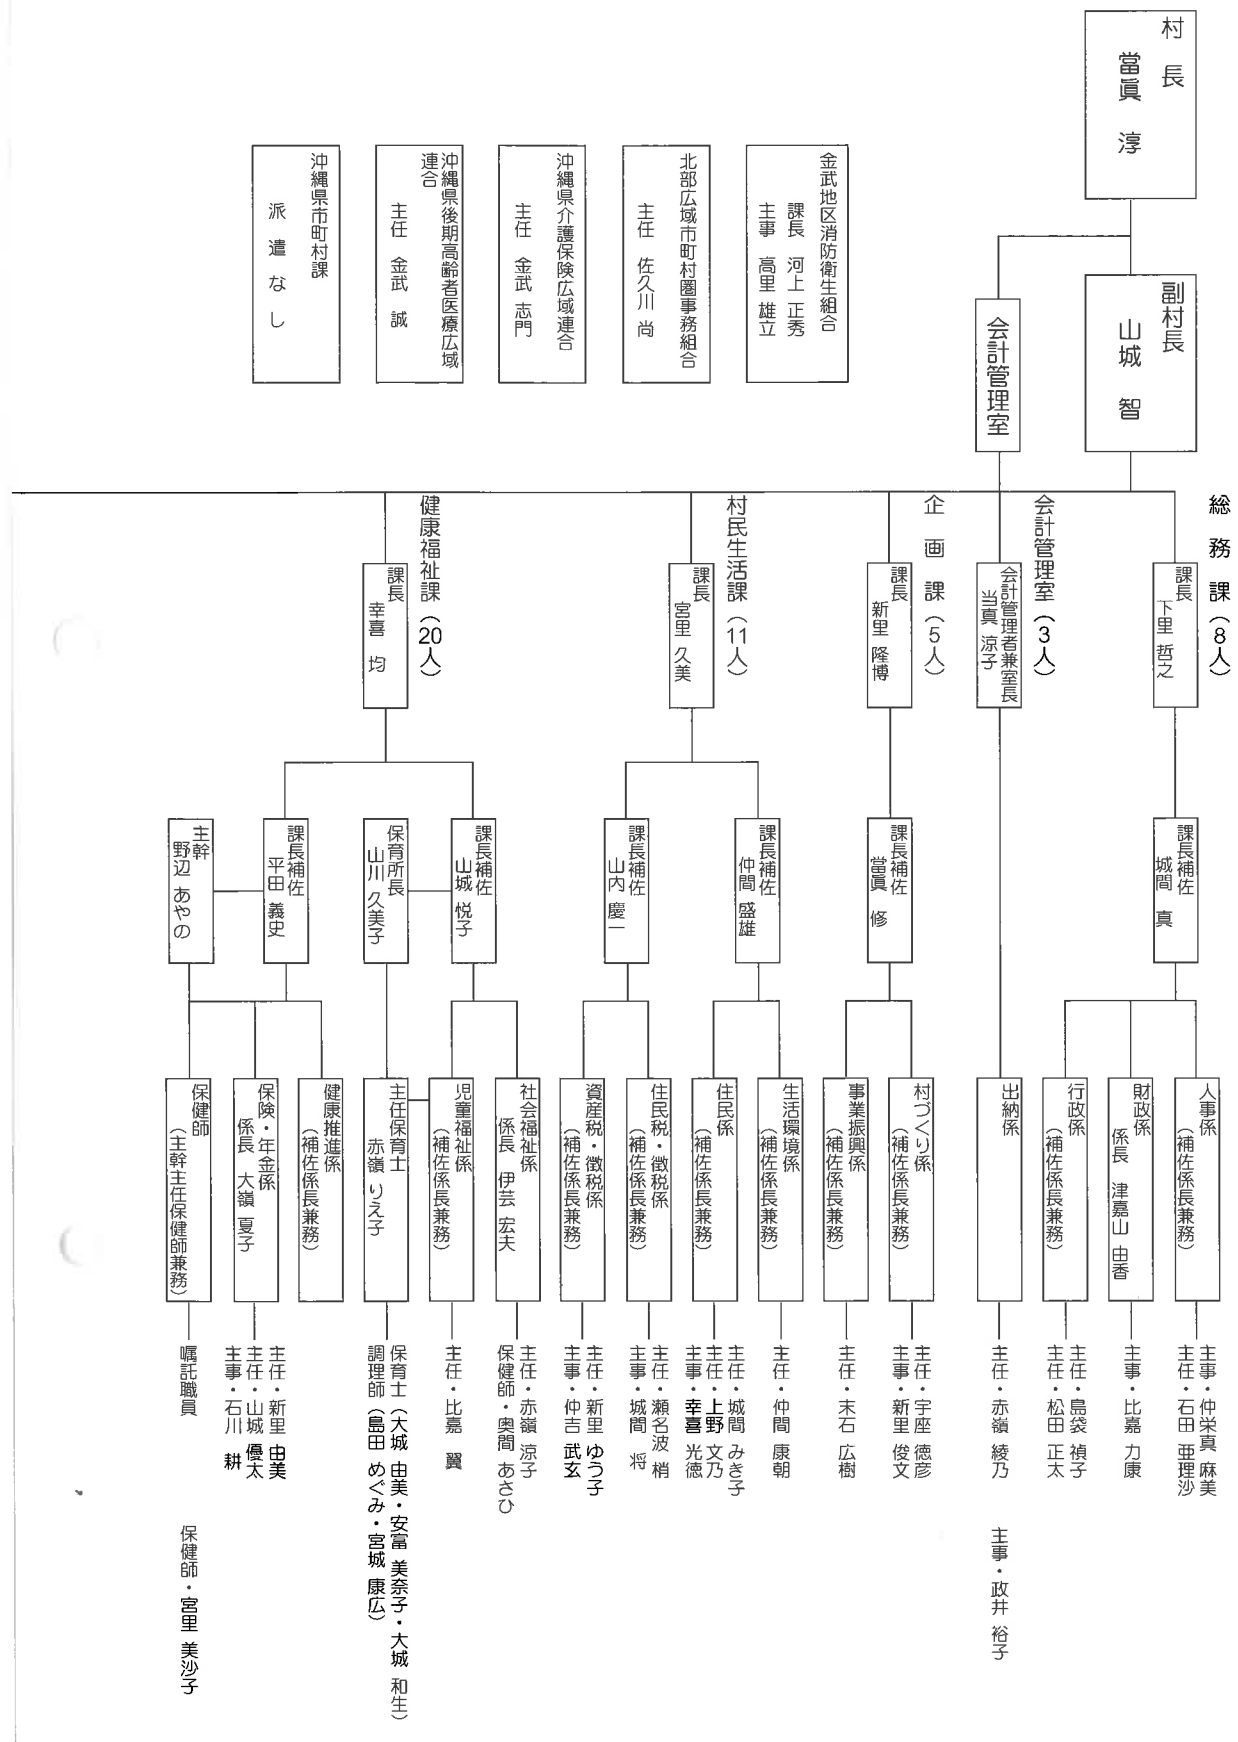 村長
當眞 淳
副村長
山城 智
会計管理室
金武地区消防衛生組合
課長 河上 正秀
主事 高里 雄立
北部広域市町村圏事務組合
主任 佐久川 尚
沖縄県介護保険広域連合
主任 金武 志門
沖縄県後期高齢者医療広域
連合
主任 金武 誠
沖縄県市町村課
派遣なし
総務課(8人)
課長
下里 哲之
課長補佐
城間 真
人事係
(補佐係長兼務)
主事・仲栄真 麻美
主任・石田 亜理沙
財政係
係長 津嘉山 由香
主事・比嘉 力康
行政係
(補佐係長兼務)
主任・島袋 禎子
主任・松田 正太
会計管理室(3人)
会計管理者兼室長
当真 涼子
出納係
主任・赤嶺 綾乃 主事・政井 裕子
企画課(5人)
課長
新里 隆博
課長補佐
當眞 修
村づくり係
(補佐係長兼務)
主任・宇座 徳彦
主事・新里 俊文
事業振興係
(補佐係長兼務)
主任・末石 広樹
村民生活課(11人)
課長
宮里 久美
課長補佐
仲間 盛雄
生活環境係
(補佐係長兼務)
主任・仲間 康朝
住民係
(補佐係長兼務)
主任・城間 みき子
主任・上野 文乃
主事・幸喜 光徳
課長補佐
山内 慶一
住民税・徴税係
(補佐係長兼務)
主任・瀬名波 梢
主事・城間 将
資産税・徴税係
(補佐係長兼務)
主任・新里 ゆう子
主事・仲吉 武玄
健康福祉課(20人)
課長
幸喜 均
課長補佐
山城 悦子
社会福祉係
係長 伊芸 宏夫
主任・赤嶺 涼子
保健師・奥間 あさひ
児童福祉係
(補佐係長兼務)
主任・比嘉 翼
保育所長
山川 久美子
主任保育士
赤嶺 りえ子
保育士(大城 由美・安富 美奈子・大城 和生)
調理師(島田 めぐみ・宮城 康広)
課長補佐
平田 義史
健康推進係
(補佐係長兼務)
保険・年金係
係長 大嶺 夏子
主任・新里 由美
主任・山城 優太
主事・石川 耕
主幹
野辺 あやの
保健師
(主幹主任保健師兼務)
嘱託職員 保健師・宮里 美沙子